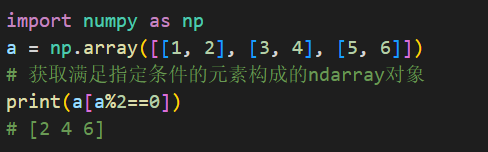 import numpy as np
a = np.array([[1, 2], [3, 4], [5, 6]])
# 获取满足指定条件的元素构成的ndarray对象
print(a[a%2==0])
# [2 4 6]